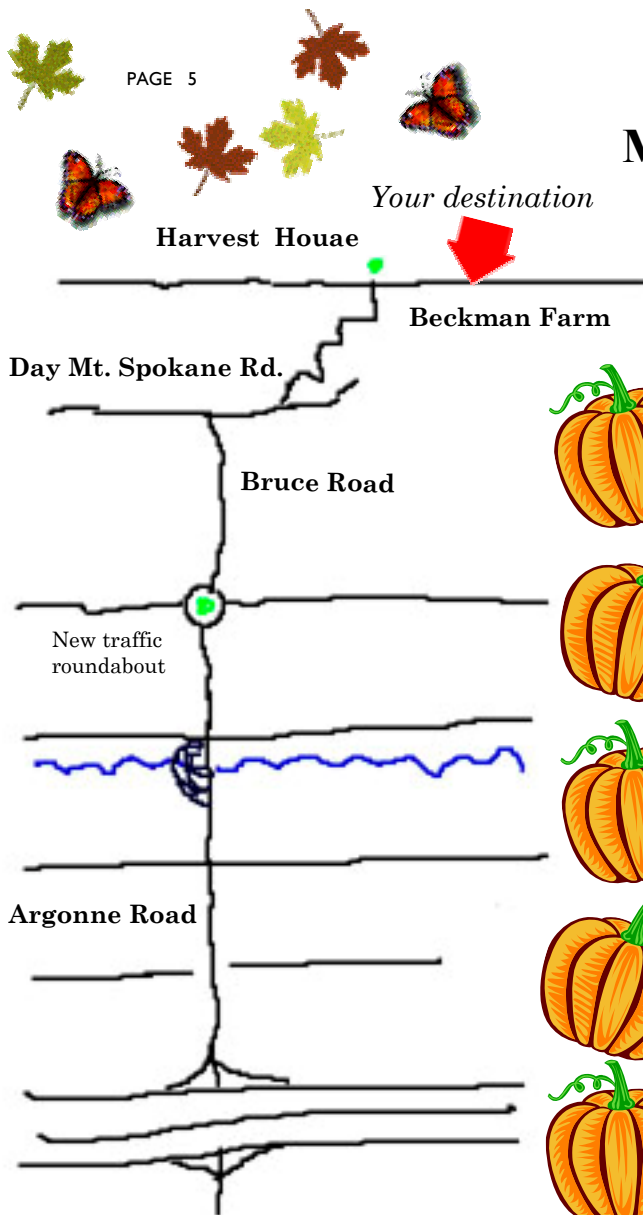 PAGE 5
M
Your destination
Harvest Houae
Beckman Farm
Day Mt. Spokane Rd.
Bruce Road
New traffic
roundabout
Argonne Road